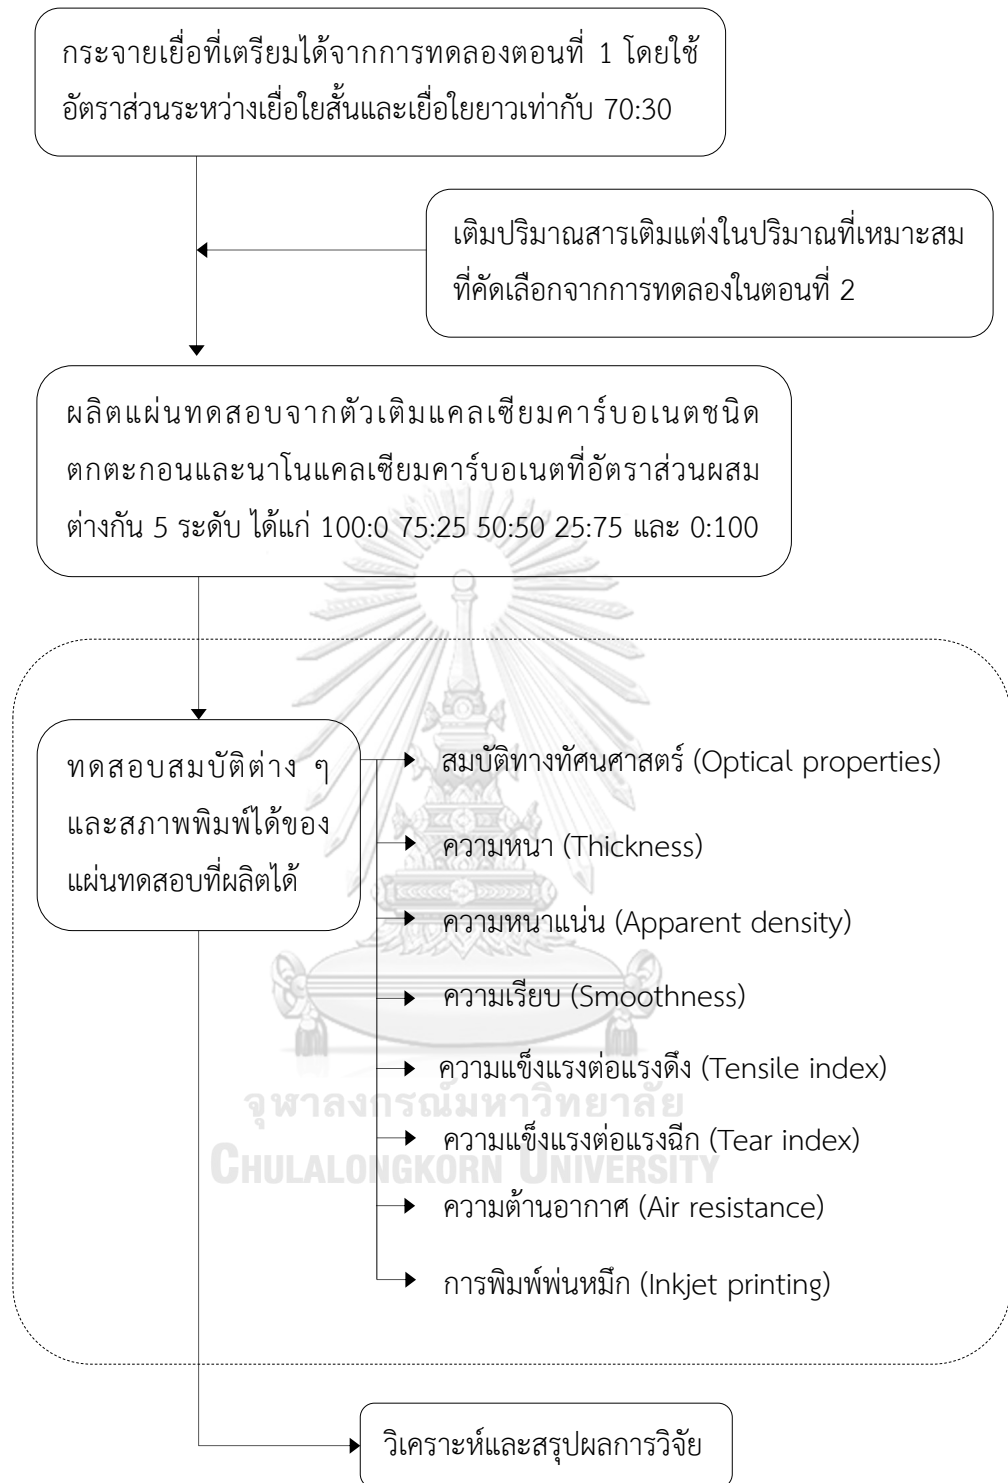 กระจายเยื่อที่เตรียมได้จากการทดลองตอนที่ 1 โดยใช้
อัตราส่วนระหว่างเยื่อใยสั้นและเยื่อใยยาวเท่ากับ 70:30
เติมปริมาณสารเติมแต่งในปริมาณที่เหมาะสม
ที่คัดเลือกจากการทดลองในตอนที่ 2
ผลิตแผ่นทดสอบจากตัวเติมแคลเซียมคาร์บอเนตชนิด
ตกตะกอนและนาโนแคลเซียมคาร์บอเนตที่อัตราส่วนผสม
ต่างกัน 5 ระดับ ได้แก่ 100:0 75:25 50:50 25:75 และ 0:100
ทดสอบสมบัติต่าง ๆ
และสภาพพิมพ์ได้ของ
แผ่นทดสอบที่ผลิตได้
สมบัติทางทัศนศาสตร์ (Optical properties)
ความหนา (Thickness)
ความหนาแน่น (Apparent density)
ความเรียบ (Smoothness)
ความแข็งแรงต่อแรงดึง (Tensile index)
จุฬาลงกรณ์มหาวิทยาลัย
ความแข็งแรงต่อแรงฉีก (Tear index)
CHULALONGKORN UNIVERSITY
ความต้านอากาศ (Air resistance)
การพิมพ์พ่นหมึก (Inkjet printing)
วิเคราะห์และสรุปผลการวิจัย